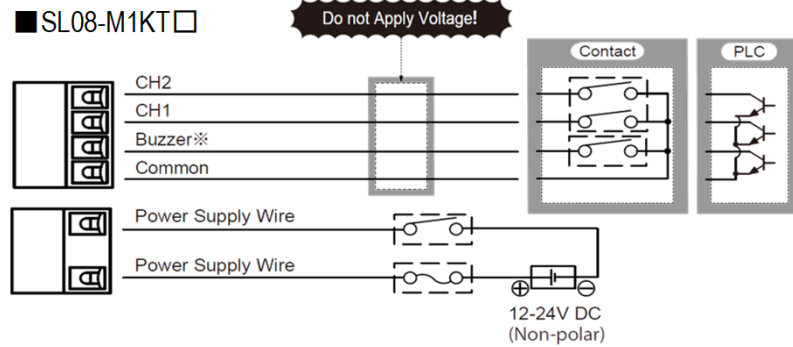 ■SL08-M1KT□
Do not Apply Voltage!
Contact
PLC
CH2
CH1
Buzzer※
Common
Power Supply Wire
Power Supply Wire
⊕ ⊖
12-24V DC
(Non-polar)